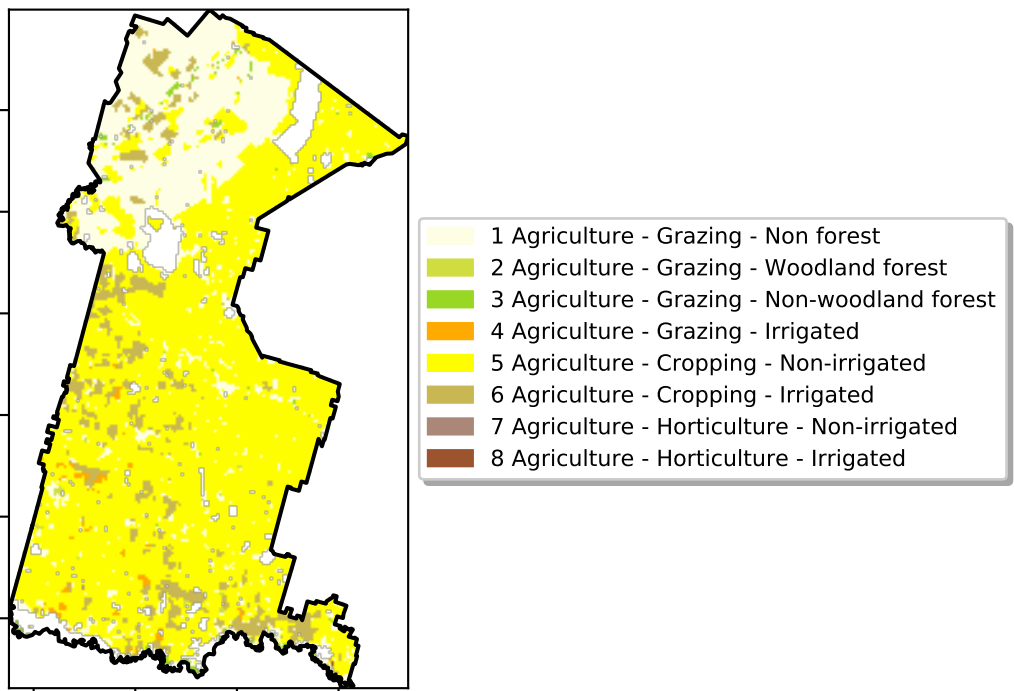 1 Agriculture - Grazing - Non forest
2 Agriculture - Grazing - Woodland forest
3 Agriculture - Grazing - Non-woodland forest
4 Agriculture - Grazing - Irrigated
5 Agriculture - Cropping - Non-irrigated
6 Agriculture - Cropping - Irrigated
7 Agriculture - Horticulture - Non-irrigated
8 Agriculture - Horticulture - Irrigated